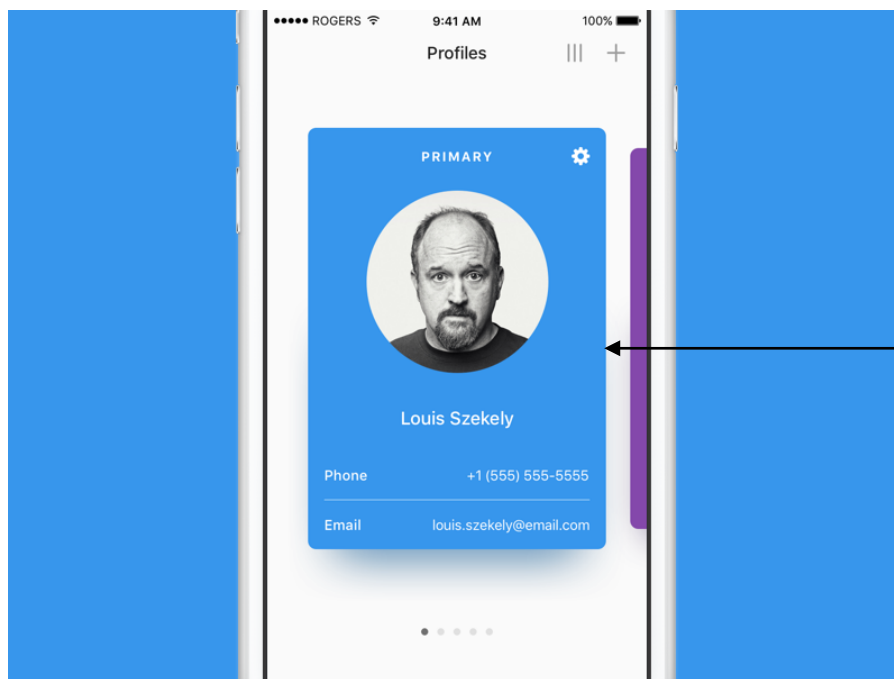 ROGERS 9:41 AM 100%
Profiles
PRIMARY
Louis Szekely
Phone +1 (555) 555-5555
Email louis.szekely@email.com